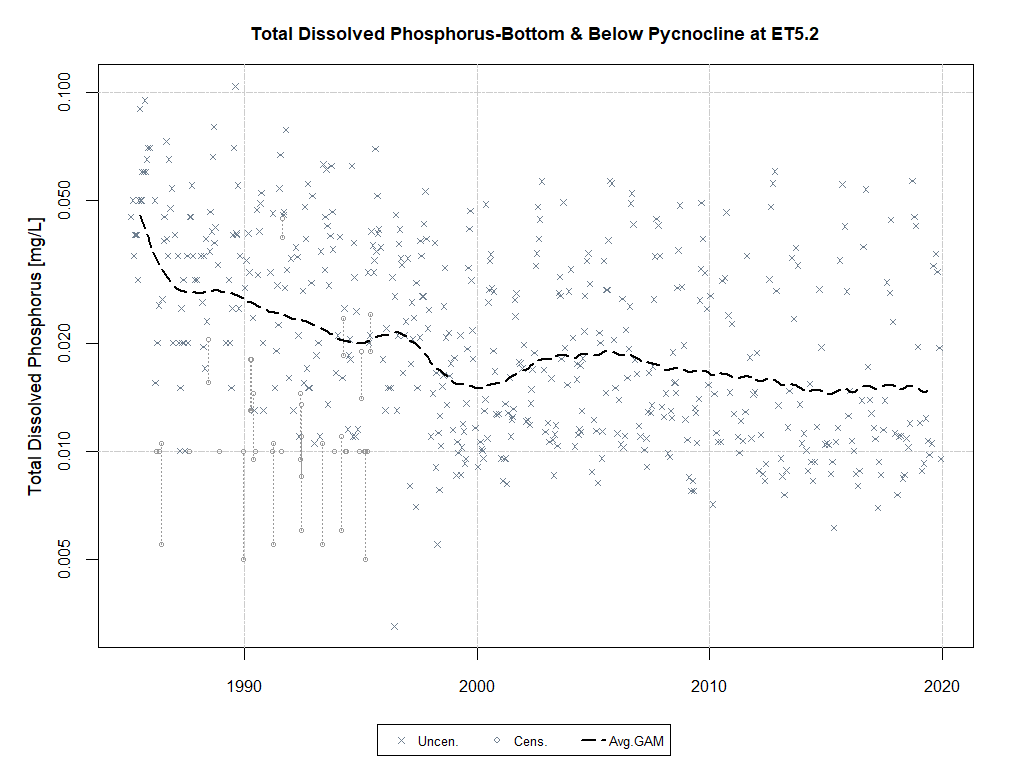 Total Dissolved Phosphorus-Bottom & Below Pycnocline at ET5.2
Total Dissolved Phosphorus [mg/L]
0.100
0.050
0.020
0.010
0.005
1990 2000 2010 2020
Uncen. Cens. Avg.GAM